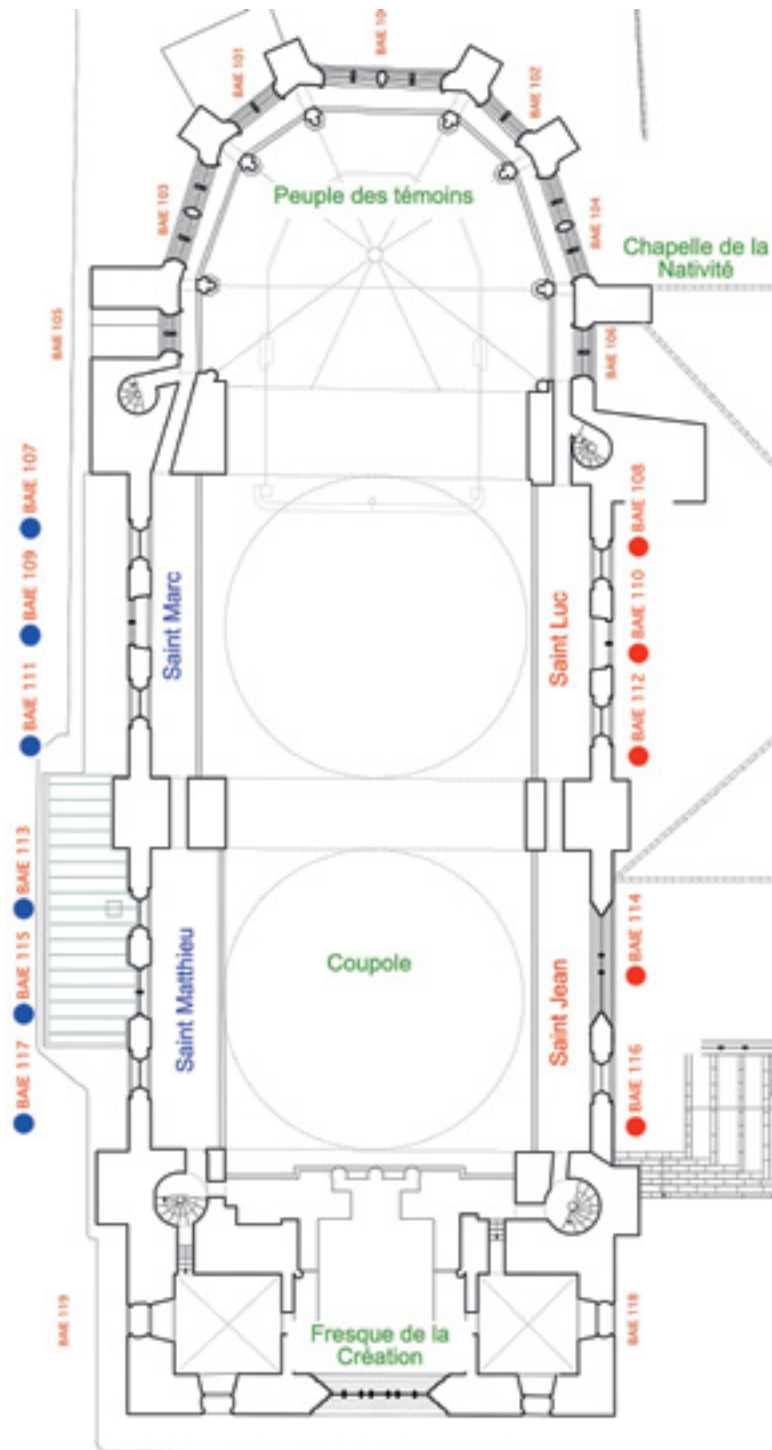 BAIE 101
BAIE 102
BAIE 103
Peuple des témoins
BAIE 104
Chapelle de la
Nativité
BAIE 105
BAIE 106
BAIE 107
BAIE 108
BAIE 109
Saint Marc
Saint Luc
BAIE 110
BAIE 111
BAIE 112
BAIE 113
BAIE 114
BAIE 115
Saint Matthieu
Coupole
Saint Jean
BAIE 117
BAIE 116
BAIE 119
Fresque de la
Création
BAIE 118